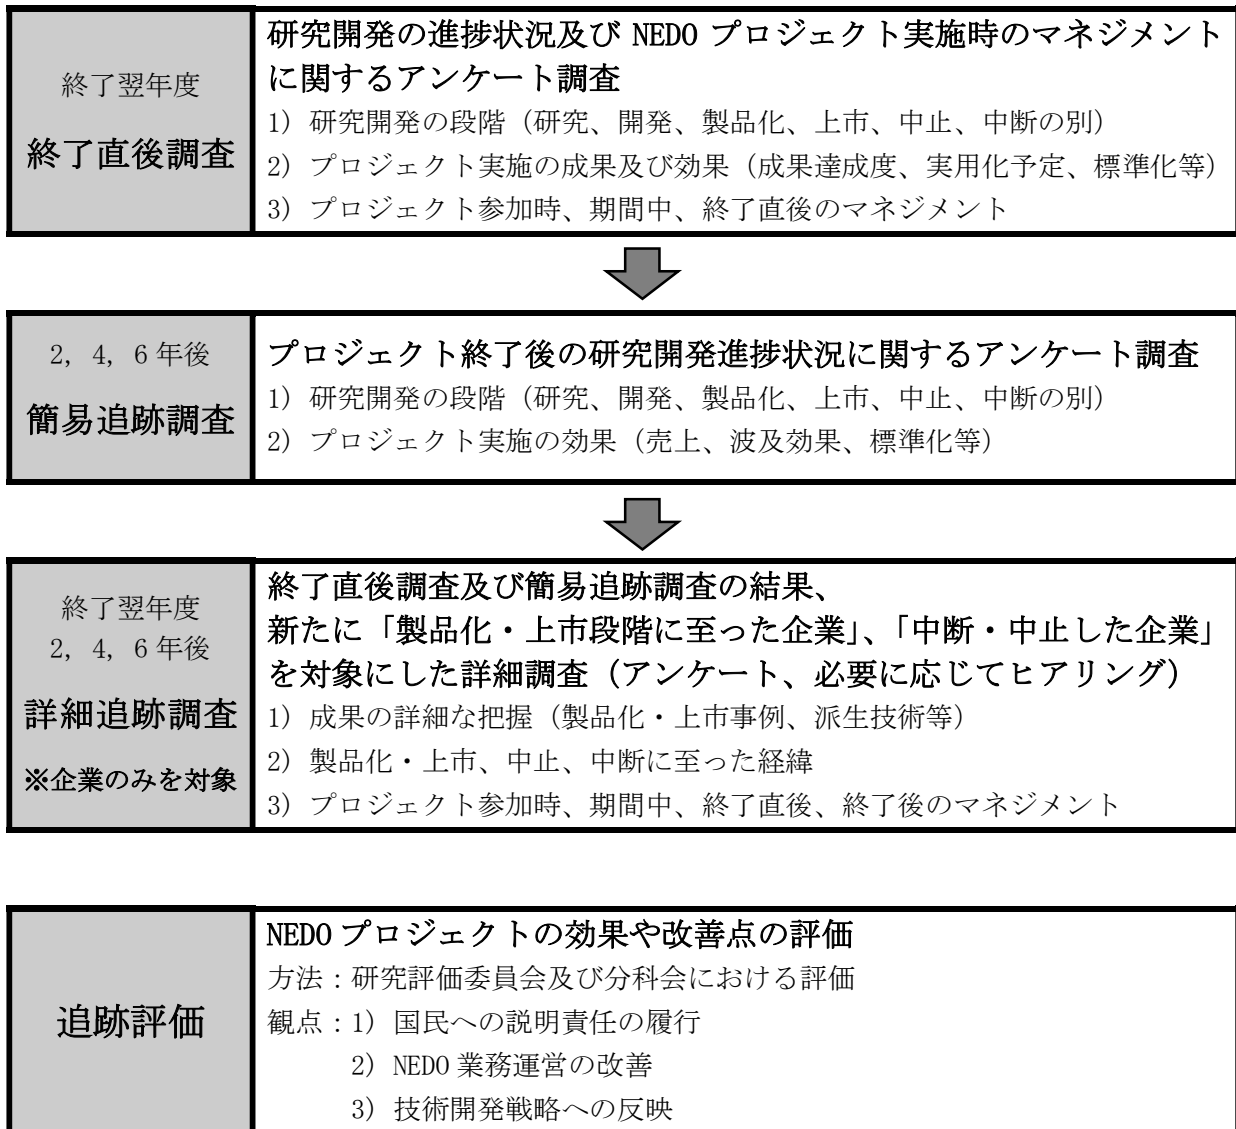 終了翌年度
終了直後調査
研究開発の進捗状況及び NEDO プロジェクト実施時のマネジメント
に関するアンケート調査
1) 研究開発の段階（研究、開発、製品化、上市、中止、中断の別）
2) プロジェクト実施の成果及び効果（成果達成度、実用化予定、標準化等）
3) プロジェクト参加時、期間中、終了直後のマネジメント
2, 4, 6 年後
簡易追跡調査
プロジェクト終了後の研究開発進捗状況に関するアンケート調査
1) 研究開発の段階（研究、開発、製品化、上市、中止、中断の別）
2) プロジェクト実施の効果（売上、波及効果、標準化等）
終了翌年度
2, 4, 6 年後
詳細追跡調査
※企業のみを対象
終了直後調査及び簡易追跡調査の結果、
新たに「製品化・上市段階に至った企業」、「中断・中止した企業」
を対象にした詳細調査（アンケート、必要に応じてヒアリング）
1) 成果の詳細な把握（製品化・上市事例、派生技術等）
2) 製品化・上市、中止、中断に至った経緯
3) プロジェクト参加時、期間中、終了直後、終了後のマネジメント
追跡評価
NEDO プロジェクトの効果や改善点の評価
方法：研究評価委員会及び分科会における評価
観点：1) 国民への説明責任の履行
2) NEDO 業務運営の改善
3) 技術開発戦略への反映